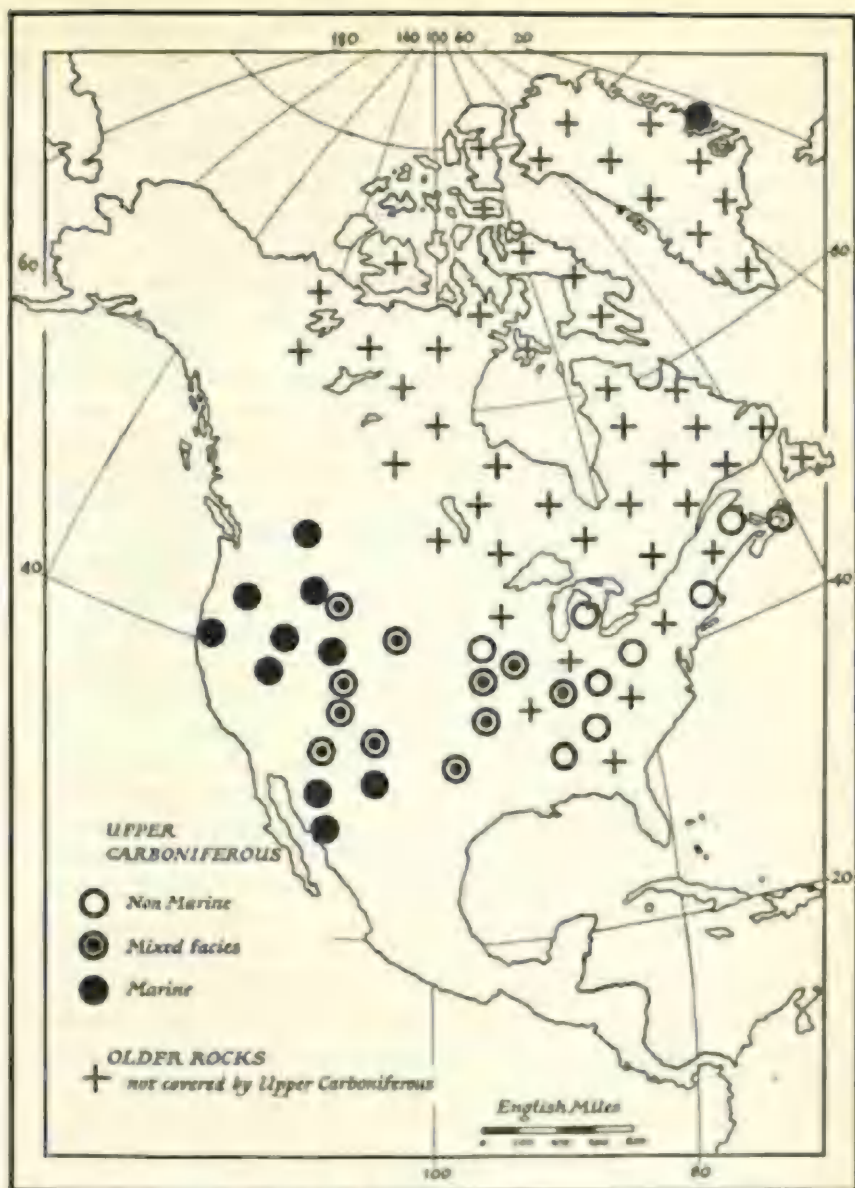 180 140 100 60 20
60
60
40
40
20
UPPER
CARBONIFEROUS
Non Marine
Mixed facies
Marine
OLDER ROCKS
not covered by Upper Carboniferous
English Miles
0
100
80